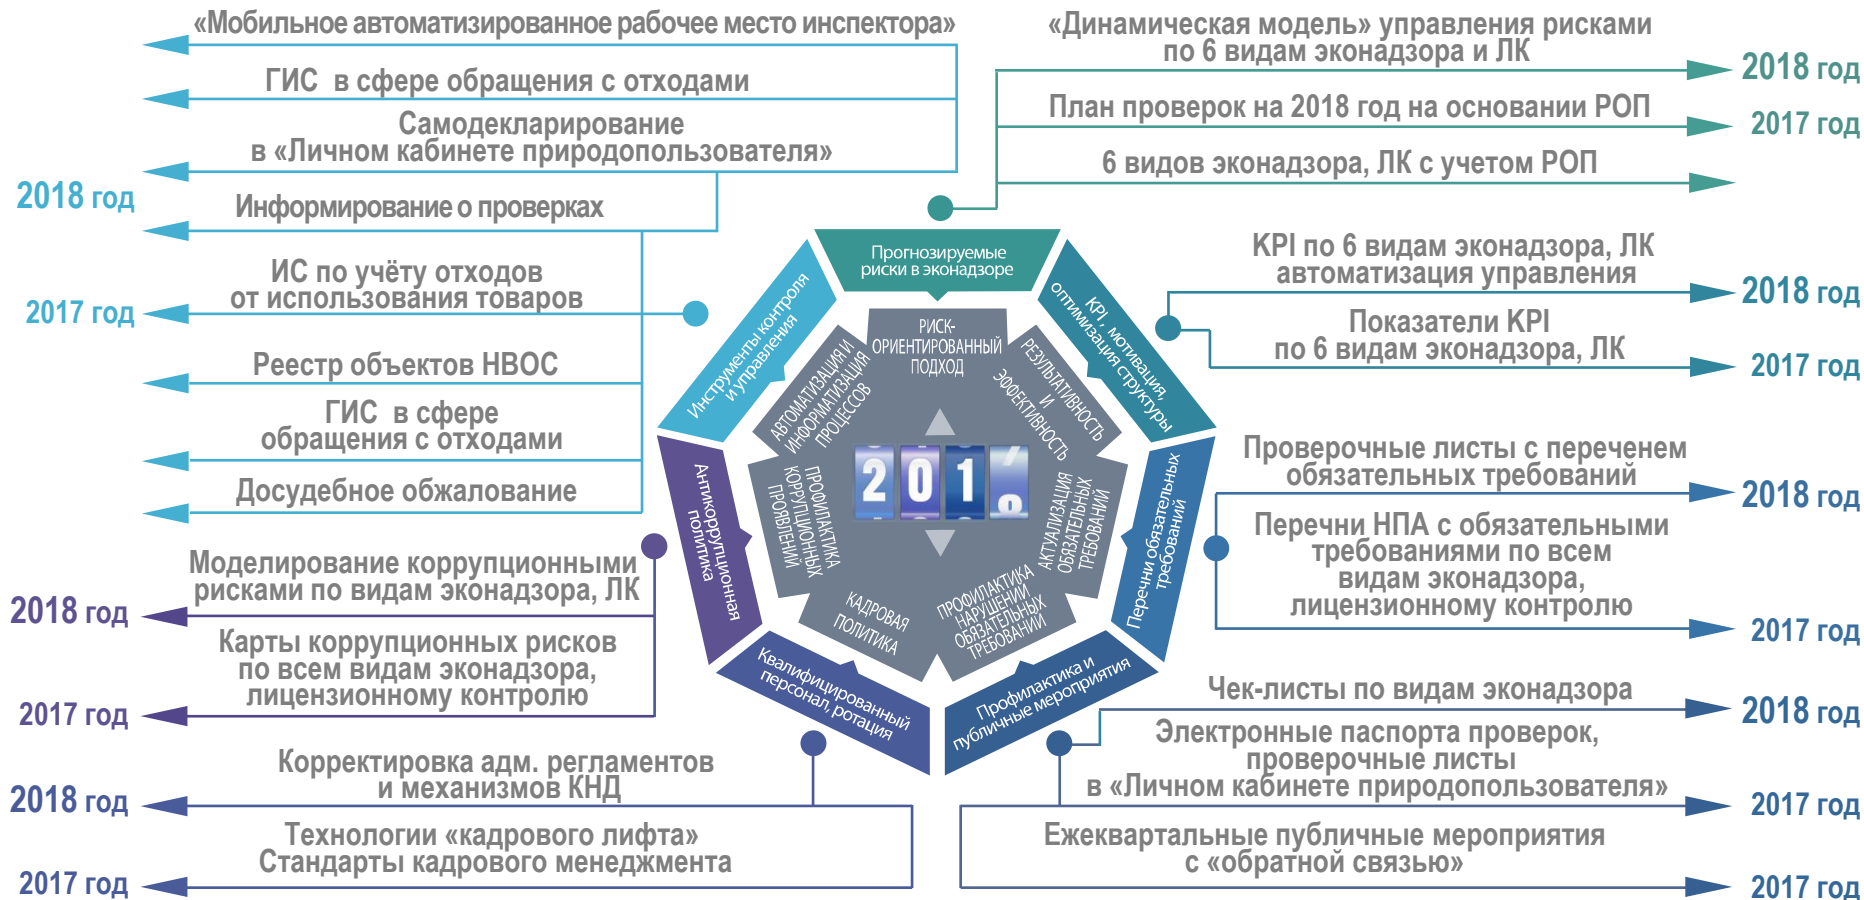 «Мобильное автоматизированное рабочее место инспектора»
ГИС в сфере обращения с отходами
Самодекларирование
в «Личном кабинете природопользователя»
2018 год
Информирование о проверках
ИС по учёту отходов
от использования товаров
2017 год
Реестр объектов НВОС
ГИС в сфере
обращения с отходами
Досудебное обжалование
Моделирование коррупционными
рисками по видам эконадзора, ЛК
2018 год
Карты коррупционных рисков
по всем видам эконадзора,
лицензионному контролю
2017 год
Корректировка адм. регламентов
и механизмов КНД
2018 год
Технологии «кадрового лифта»
Стандарты кадрового менеджмента
2017 год
«Динамическая модель» управления рисками
по 6 видам эконадзора и ЛК
2018 год
План проверок на 2018 год на основании РОП
2017 год
6 видов эконадзора, ЛК с учетом РОП
KPI по 6 видам эконадзора, ЛК
автоматизация управления
2018 год
Показатели KPI
по 6 видам эконадзора, ЛК
2017 год
Проверочные листы с перечнем
обязательных требований
2018 год
Перечни НПА с обязательными
требованиями по всем
видам эконадзора,
лицензионному контролю
2017 год
Чек-листы по видам эконадзора
2018 год
Электронные паспорта проверок,
проверочные листы
в «Личном кабинете природопользователя»
2017 год
Ежеквартальные публичные мероприятия
с «обратной связью»
2017 год
Прогнозируемые
риски в эконадзоре
KPI , мотивация,
оптимизация структуры
Перечни обязательных
требований
Профилактика и
публичные мероприятия
Квалифицированный
персонал, ротация
Антикоррупционная
политика
Инструменты контроля
и управления
РИСК-
ОРИЕНТИРОВАННЫЙ
ПОДХОД
РЕЗУЛЬТАТИВНОСТЬ
И
ЭФФЕКТИВНОСТЬ
АКТУАЛИЗАЦИЯ
ОБЯЗАТЕЛЬНЫХ
ТРЕБОВАНИЙ
ПРОФИЛАКТИКА
НАРУШЕНИЙ
ОБЯЗАТЕЛЬНЫХ
ТРЕБОВАНИЙ
КАДРОВАЯ
ПОЛИТИКА
ПРОФИЛАКТИКА
КОРРУПЦИОННЫХ
ПРОЯВЛЕНИЙ
АВТОМАТИЗАЦИЯ И
ИНФОРМАТИЗАЦИЯ
ПРОЦЕССОВ
2 0 1 7
8